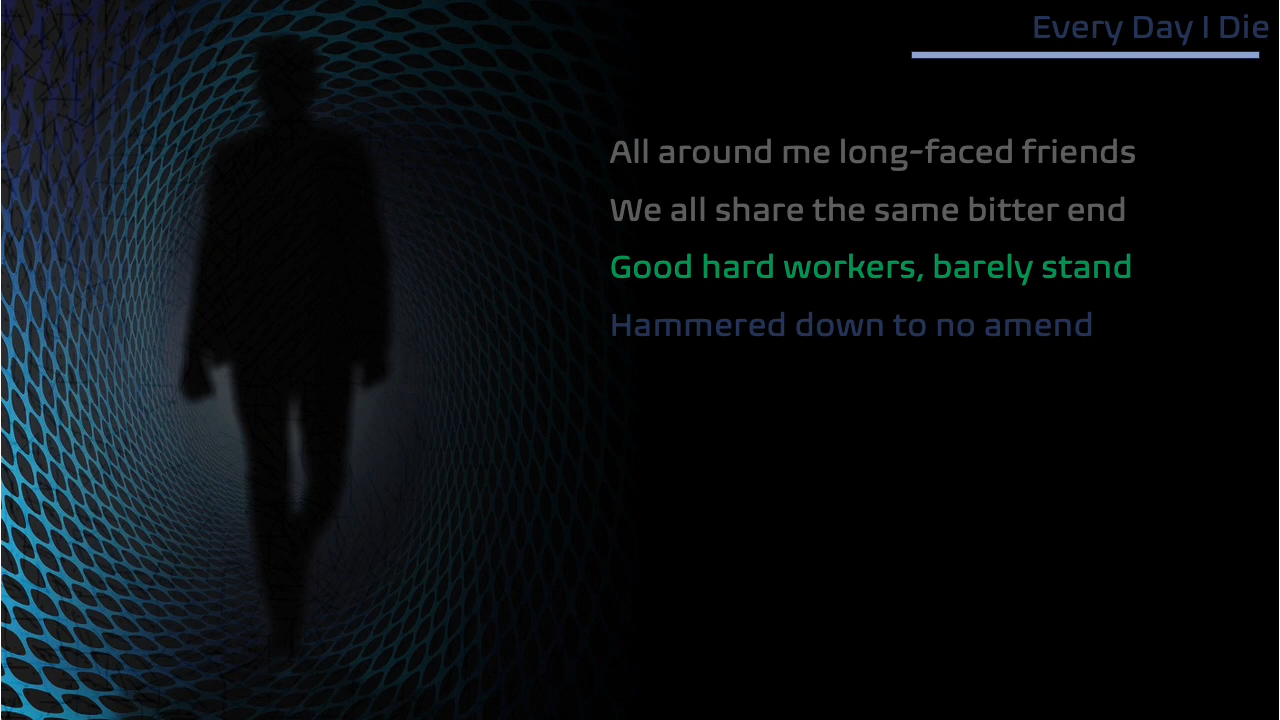 Every Day I Die
All around me long-faced friends
We all share the same bitter end
Good hard workers, barely stand
Hammered down to no amend